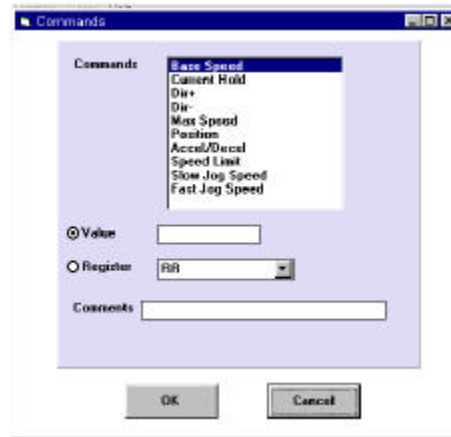 Commands
Commands
Base Speed
Current Hold
Dir+
Dir-
Max Speed
Position
Accel/Decel
Speed Limit
Slow Jog Speed
Fast Jog Speed
Value
Register
RR
Comments
OK
Cancel